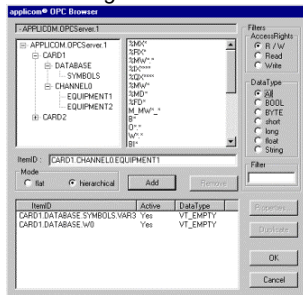 applicom® OPC Browser
- APPLICOM.OPCServer.1
APPLICOM.OPCServer.1
CARD1
DATABASE
SYMBOLS
CHANNEL0
EQUIPMENT1
EQUIPMENT2
CARD2
%MX*
%RX*
%MW*.*
%IX***
%QX***
%MW*
%MD*
%FD*
M_MW*_*
B*
O*.*
W*.*
BI*
ItemID : CARD1.CHANNEL0.EQUIPMENT1
Mode
flat
hierarchical
Add
Remove
ItemID Active DataType
CARD1.DATABASE.SYMBOLS.VAR3 Yes VT_EMPTY
CARD1.DATABASE.W0 Yes VT_EMPTY
Filters
AccessRights
R / W
Read
Write
DataType
All
BOOL
BYTE
short
long
float
String
Filter
Properties...
Duplicate
OK
Cancel